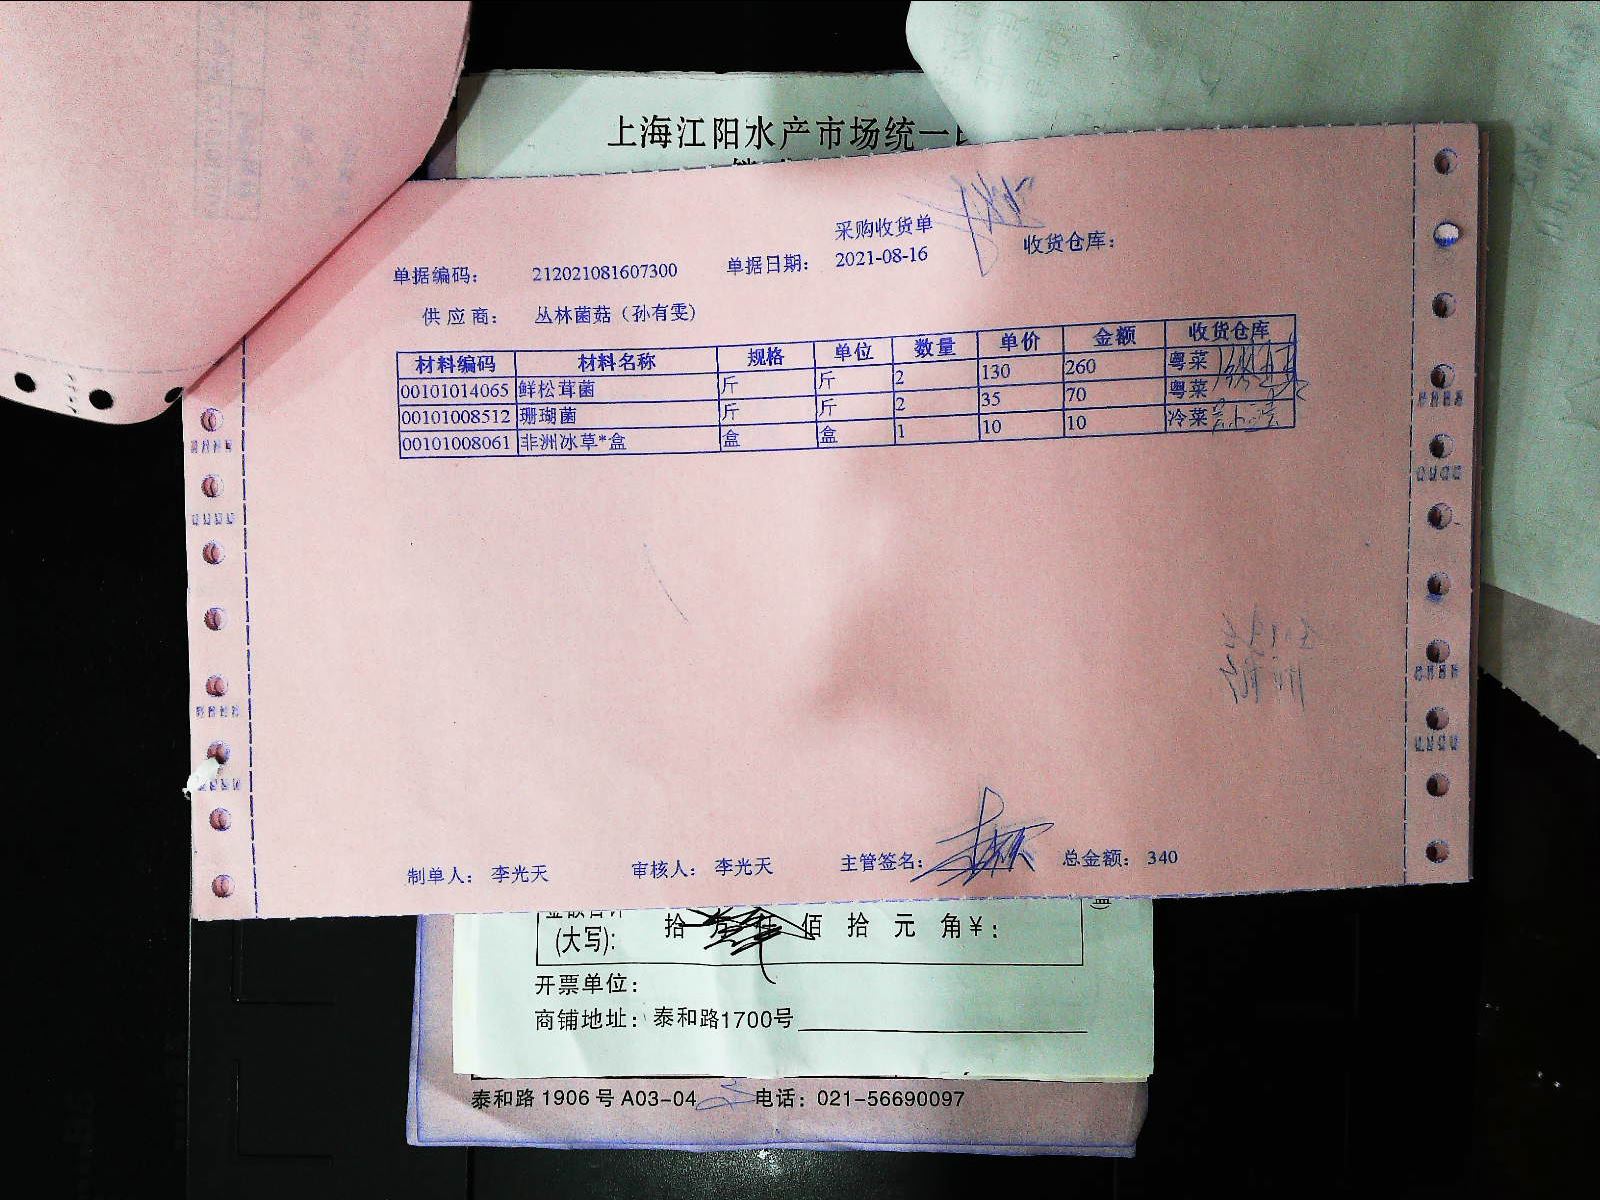 上海江阳水产市场统一
采购收货单
单据编码： 212021081607300 单据日期： 2021-08-16 收货仓库：
供应商： 丛林菌菇（孙有雯）
材料编码 材料名称 规格 单位 数量 单价 金额 收货仓库
00101014065 鲜松茸菌 斤 斤 2 130 260 粤菜
00101008512 珊瑚菌 斤 斤 2 35 70 粤菜
00101008061 非洲冰草*盒 盒 盒 1 10 10 冷菜
制单人： 李光天 审核人： 李光天 主管签名： 总金额： 340
(大写)： 拾 万 仟 佰 拾 元 角￥：
开票单位：
商铺地址：泰和路1700号
泰和路 1906 号 A03-04 电话：021-56690097